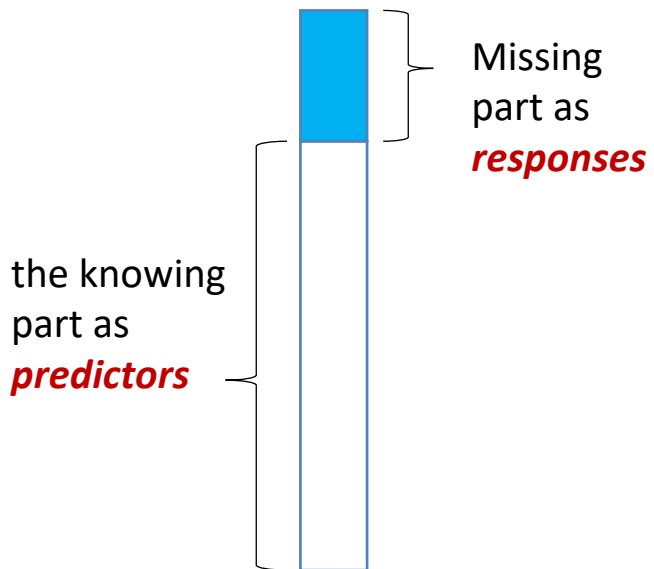 Missing
part as
responses
the knowing
part as
predictors